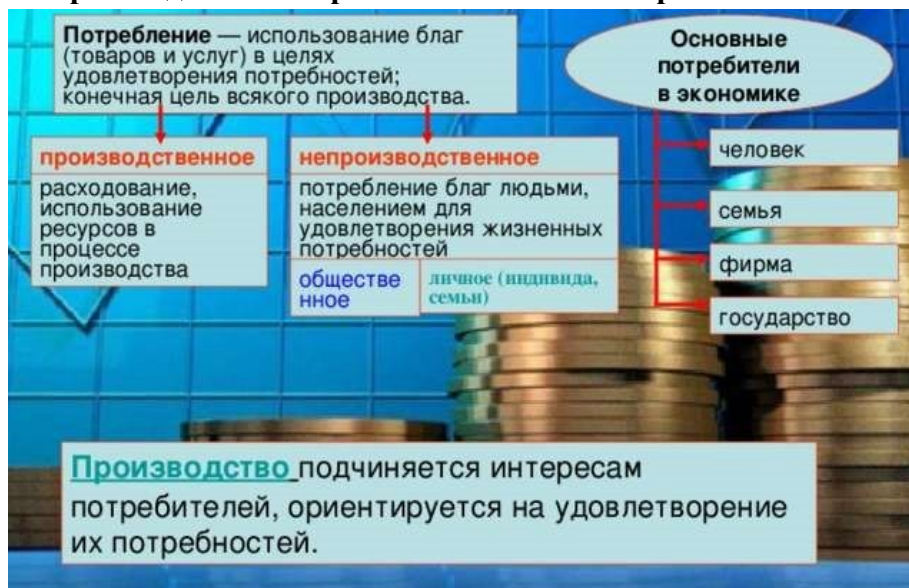 Потребление — использование благ
(товаров и услуг) в целях
удовлетворения потребностей;
конечная цель всякого производства.
производственное
расходование,
использование
ресурсов в
процессе
производства
непроизводственное
потребление благ людьми,
населением для
удовлетворения жизненных
потребностей
обществе
нное
личное (индивида,
семьи)
Основные
потребители
в экономике
человек
семья
фирма
государство
Производство подчиняется интересам
потребителей, ориентируется на удовлетворение
их потребностей.